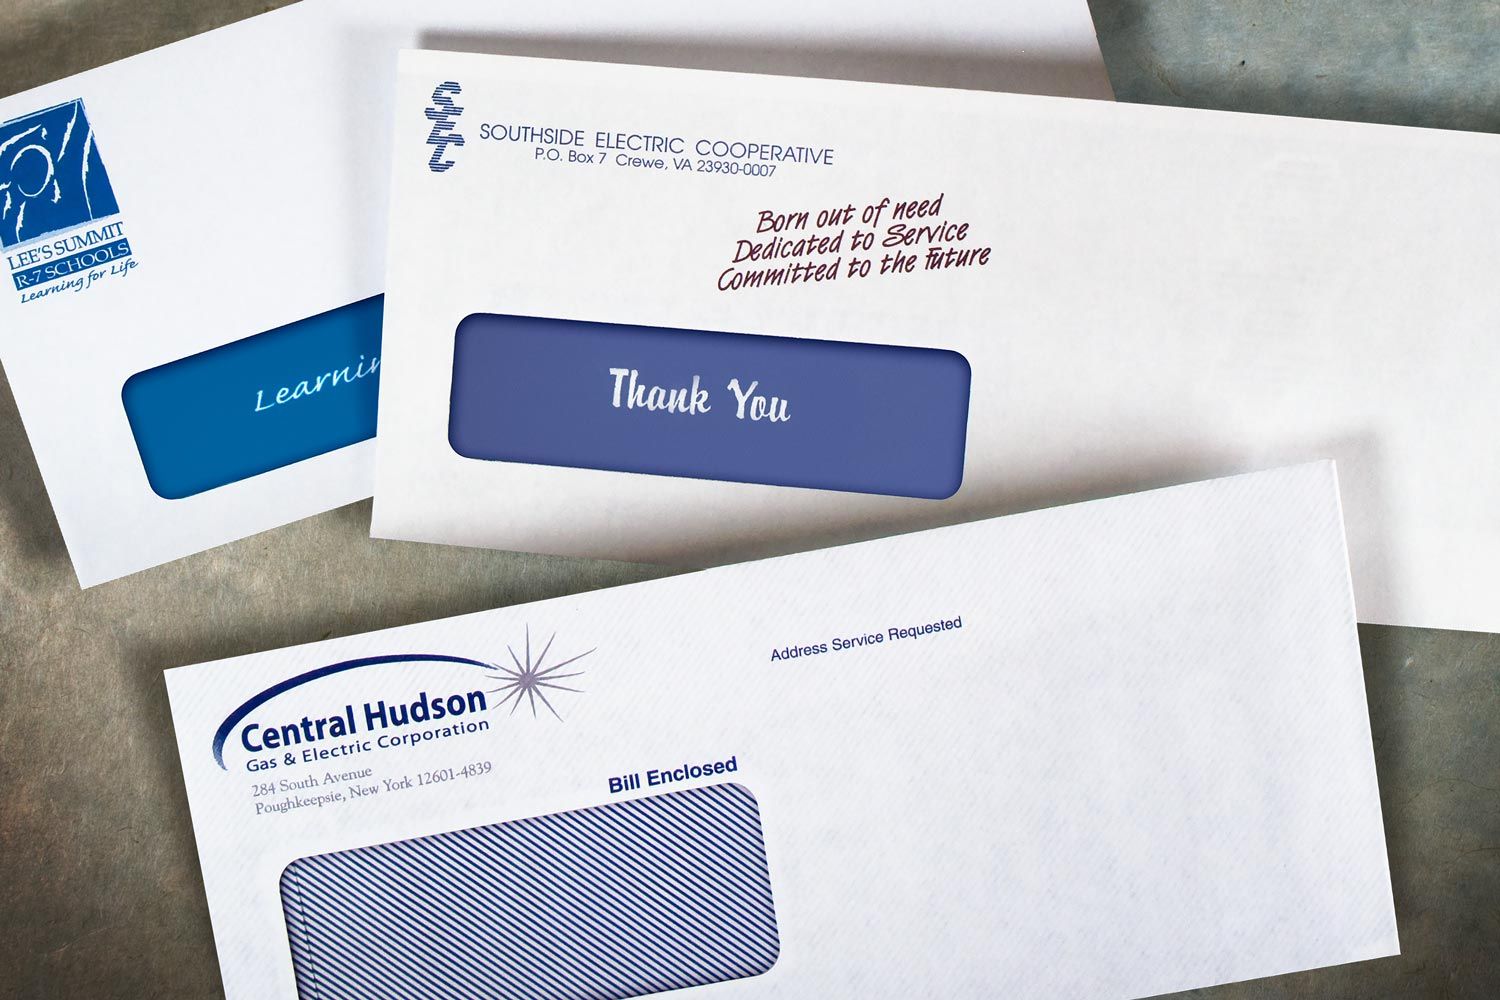 LEE'S SUMMIT
R-7 SCHOOLS
Learning for Life
SEC
SOUTHSIDE ELECTRIC COOPERATIVE
P.O. Box 7 Crewe, VA 23930-0007
Born out of need
Dedicated to Service
Committed to the Future
Thank You
Central Hudson
Gas & Electric Corporation
284 South Avenue
Poughkeepsie, New York 12601-4839
Address Service Requested
Bill Enclosed